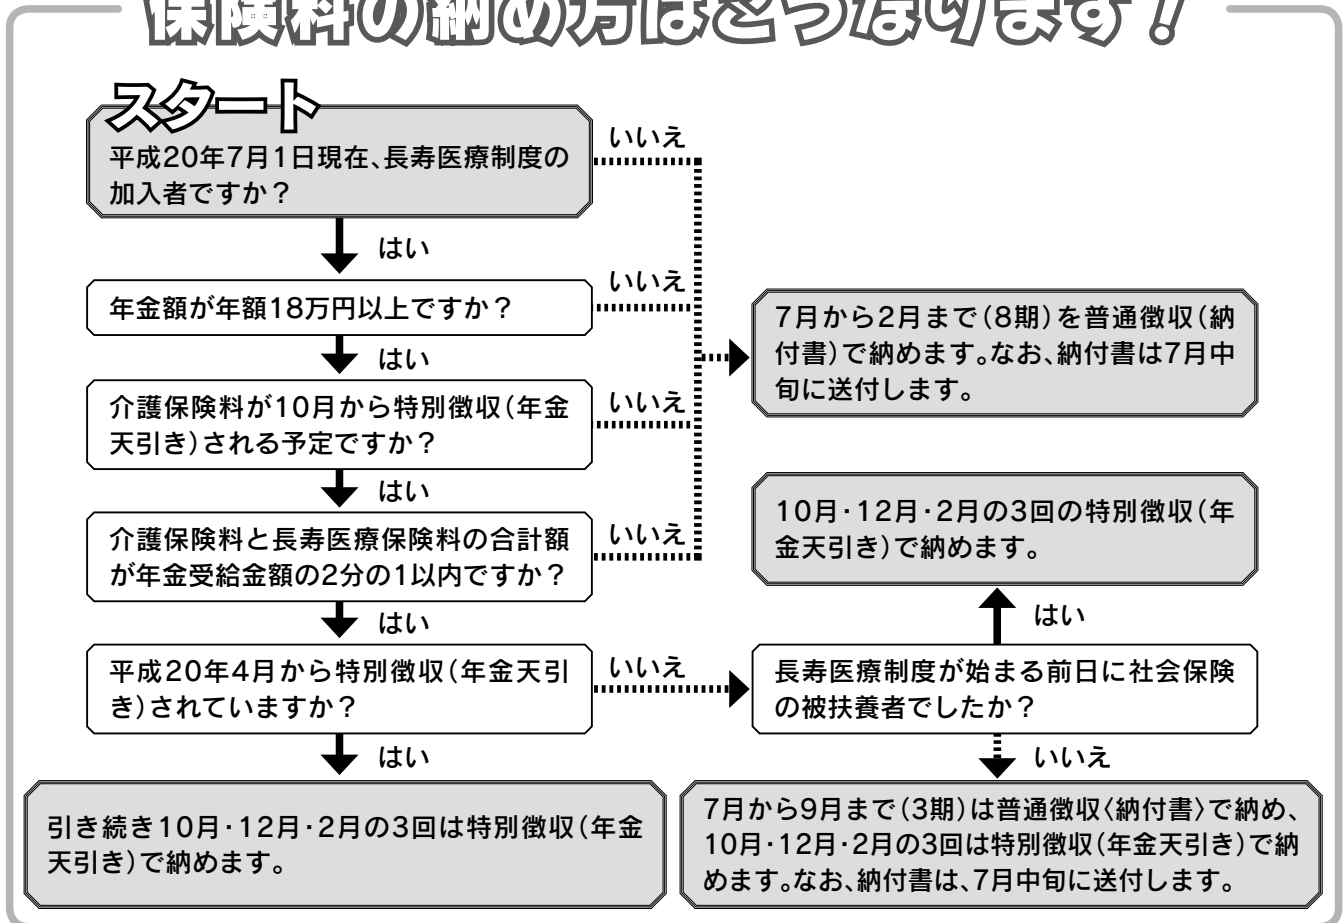 保険料の納め方はこうなります！
スタート
平成20年7月1日現在、長寿医療制度の
加入者ですか？
いいえ
はい
年金額が年額18万円以上ですか？
いいえ
はい
介護保険料が10月から特別徴収（年金
天引き）される予定ですか？
いいえ
はい
介護保険料と長寿医療保険料の合計額
が年金受給金額の2分の1以内ですか？
いいえ
はい
平成20年4月から特別徴収（年金天引
き）されていますか？
いいえ
はい
引き続き10月・12月・2月の3回は特別徴収（年金
天引き）で納めます。
7月から2月まで（8期）を普通徴収（納
付書）で納めます。なお、納付書は7月中
旬に送付します。
10月・12月・2月の3回の特別徴収（年
金天引き）で納めます。
はい
長寿医療制度が始まる前日に社会保険
の被扶養者でしたか？
いいえ
7月から9月まで（3期）は普通徴収〈納付書〉で納め、
10月・12月・2月の3回は特別徴収（年金天引き）で納
めます。なお、納付書は、7月中旬に送付します。